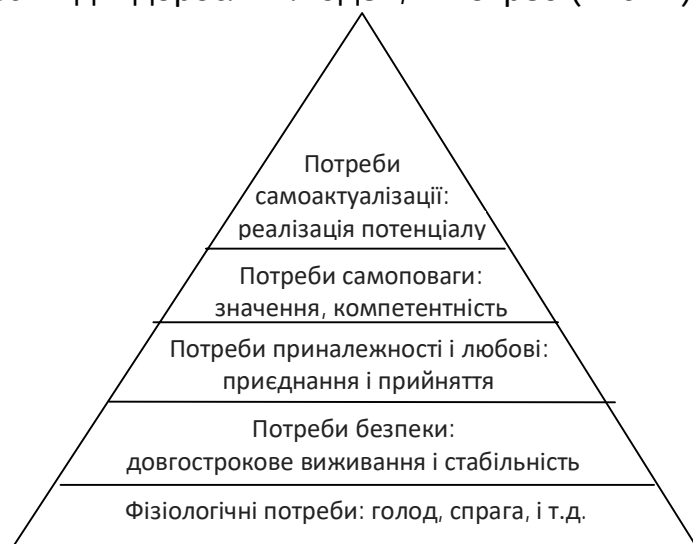 Потреби
самоактуалізації:
реалізація потенціалу
Потреби самоповаги:
значення, компетентність
Потреби приналежності і любові:
приєднання і прийняття
Потреби безпеки:
довгострокове виживання і стабільність
Фізіологічні потреби: голод, спрага, і т.д.